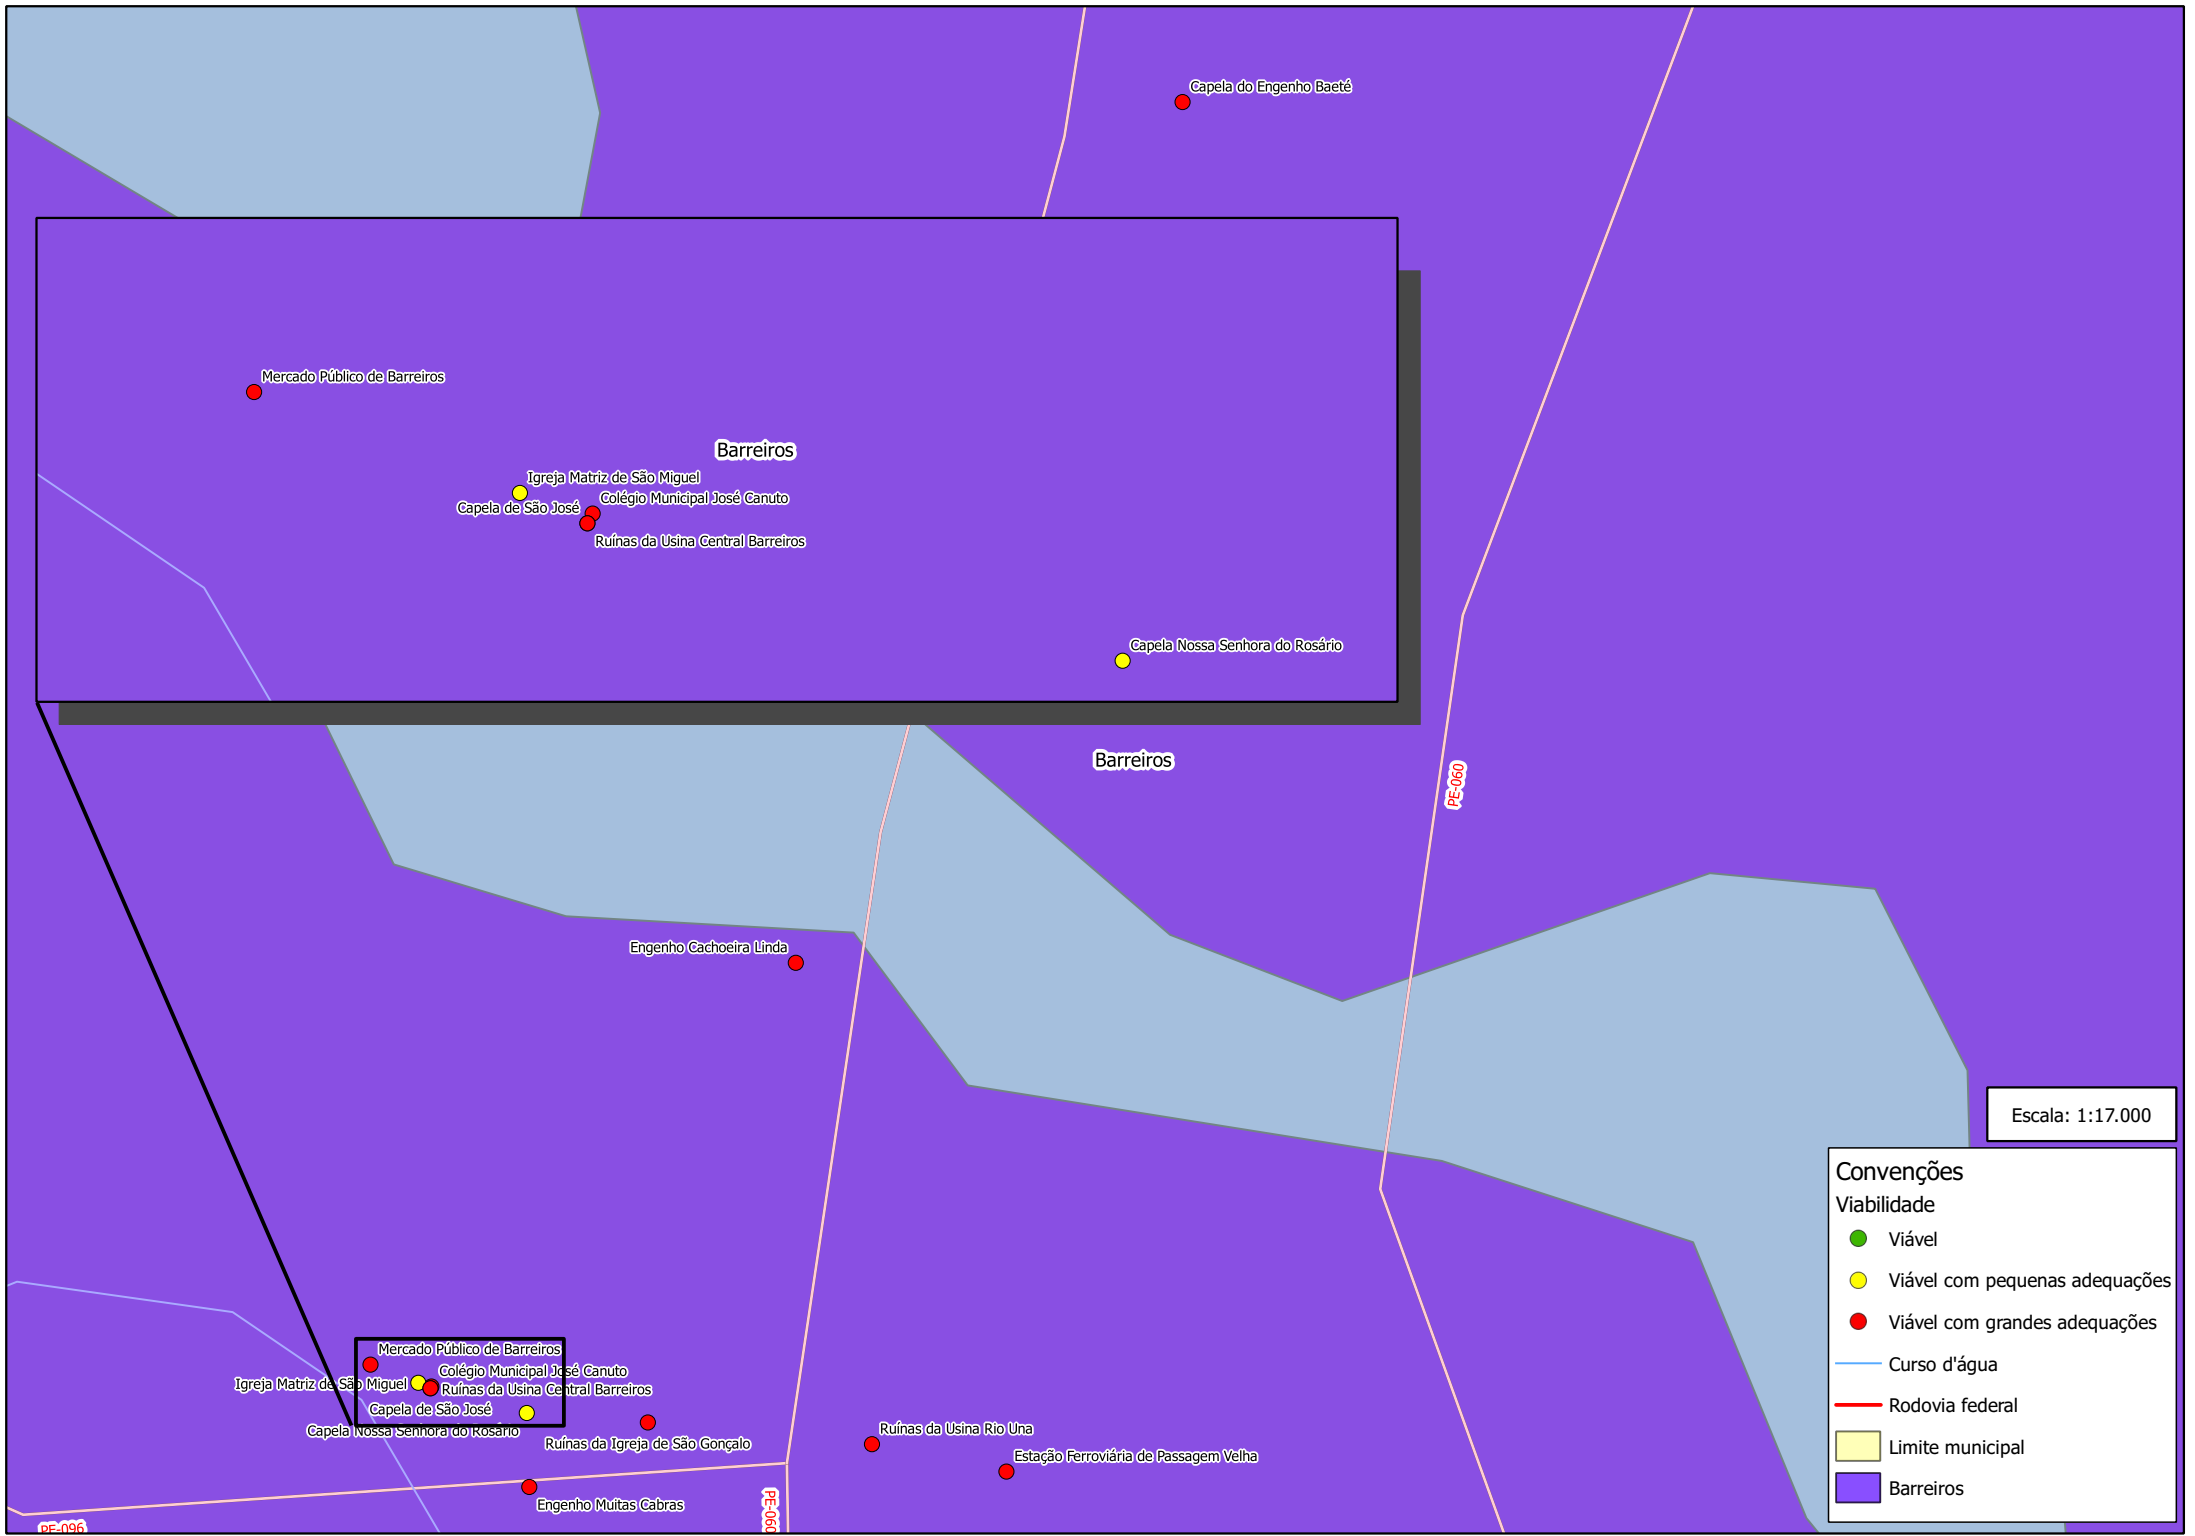 Capela do Engenho Baeté
Mercado Público de Barreiros
Barreiros
Igreja Matriz de São Miguel
Colégio Municipal José Canuto
Capela de São José
Ruínas da Usina Central Barreiros
Capela Nossa Senhora do Rosário
Barreiros
PE-060
Engenho Cachoeira Linda
Escala: 1:17.000
Convenções
Viabilidade
Viável
Viável com pequenas adequações
Viável com grandes adequações
Curso d'água
Rodovia federal
Limite municipal
Barreiros
Mercado Público de Barreiros
Colégio Municipal José Canuto
Igreja Matriz de São Miguel
Ruínas da Usina Central Barreiros
Capela de São José
Capela Nossa Senhora do Rosário
Ruínas da Igreja de São Gonçalo
Ruínas da Usina Rio Una
Estação Ferroviária de Passagem Velha
Engenho Muitas Cabras
PE-096
PE-060